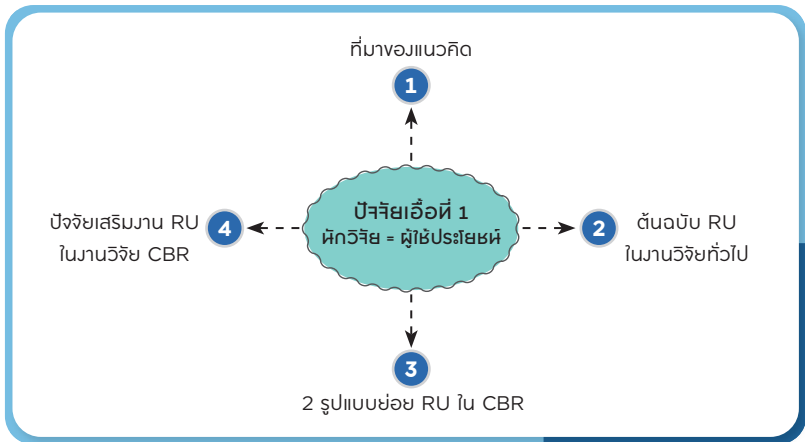 ที่มาของแนวคิด
1
ปัจจัยเอื้อที่ 1
นักวิจัย = ผู้ใช้ประโยชน์
2
ต้นฉบับ RU
ในงานวิจัยทั่วไป
3
2 รูปแบบย่อย RU ใน CBR
4
ปัจจัยเสริมงาน RU
ในงานวิจัย CBR